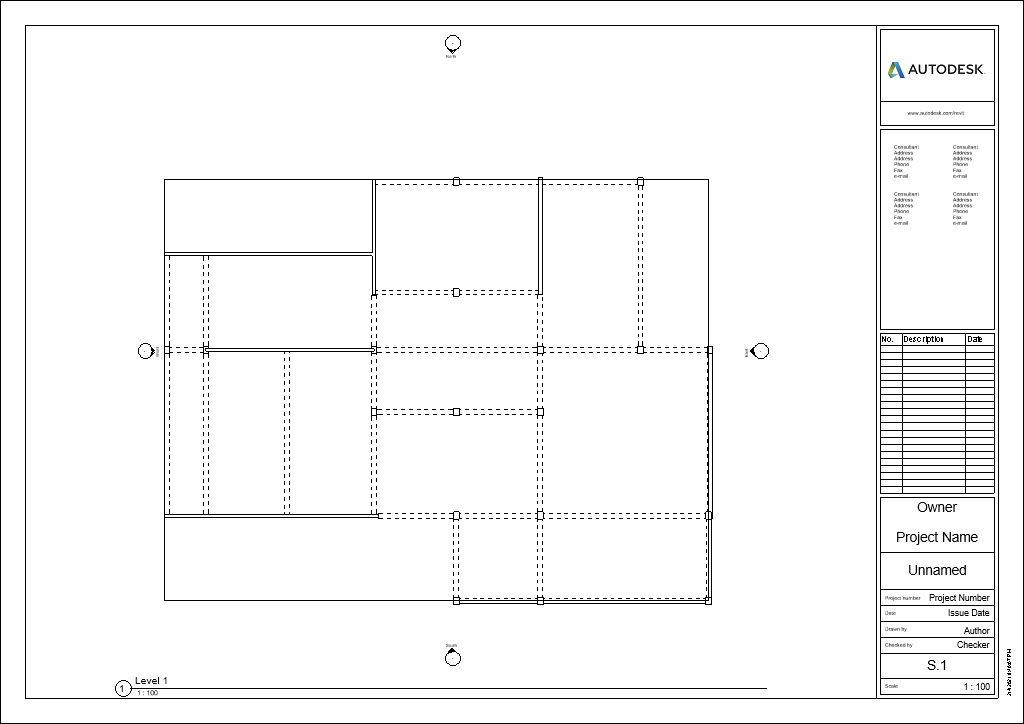 North
AUTODESK.
www.autodesk.com/revit
Consultant
Address
Address
Phone
Fax
e-mail
Consultant
Address
Address
Phone
Fax
e-mail
Consultant
Address
Address
Phone
Fax
e-mail
Consultant
Address
Address
Phone
Fax
e-mail
No. Description Date
Owner
Project Name
Unnamed
Project number Project Number
Date Issue Date
Drawn by Author
Checked by Checker
S.1
Scale 1 : 100
West
East
South
1 Level 1
1 : 100